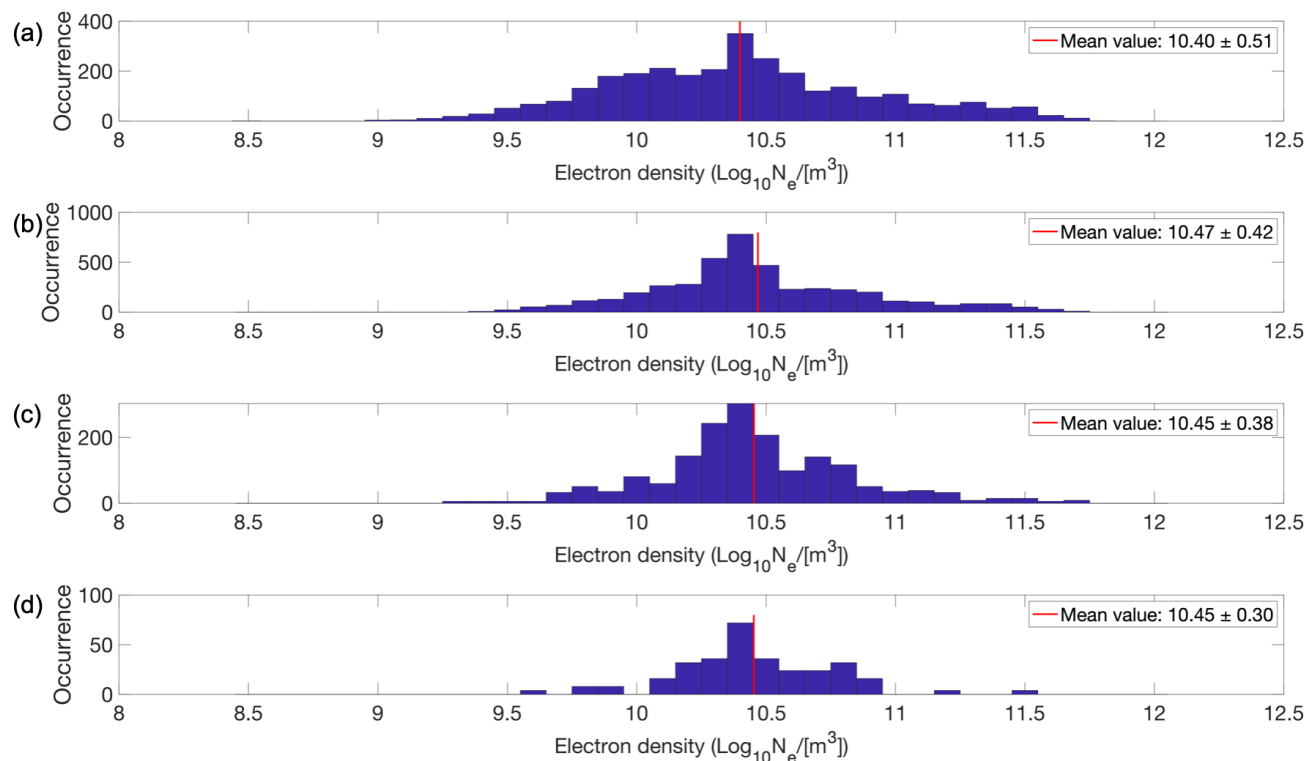 (a)
Occurrence
400
200
0
Mean value: 10.40 ± 0.51
8 8.5 9 9.5 10 10.5 11 11.5 12 12.5
Electron density (Log10Ne/[m3])
(b)
Occurrence
1000
500
0
Mean value: 10.47 ± 0.42
8 8.5 9 9.5 10 10.5 11 11.5 12 12.5
Electron density (Log10Ne/[m3])
(c)
Occurrence
200
0
Mean value: 10.45 ± 0.38
8 8.5 9 9.5 10 10.5 11 11.5 12 12.5
Electron density (Log10Ne/[m3])
(d)
Occurrence
100
50
0
Mean value: 10.45 ± 0.30
8 8.5 9 9.5 10 10.5 11 11.5 12 12.5
Electron density (Log10Ne/[m3])